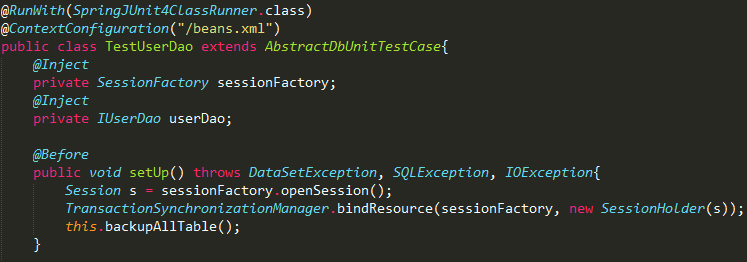 @RunWith(SpringJUnit4ClassRunner.class)
@ContextConfiguration("/beans.xml")
public class TestUserDao extends AbstractDbUnitTestCase{
    @Inject
    private SessionFactory sessionFactory;
    @Inject
    private IUserDao userDao;

    @Before
    public void setUp() throws DataSetException, SQLException, IOException{
        Session s = sessionFactory.openSession();
        TransactionSynchronizationManager.bindResource(sessionFactory, new SessionHolder(s));
        this.backupAllTable();
    }